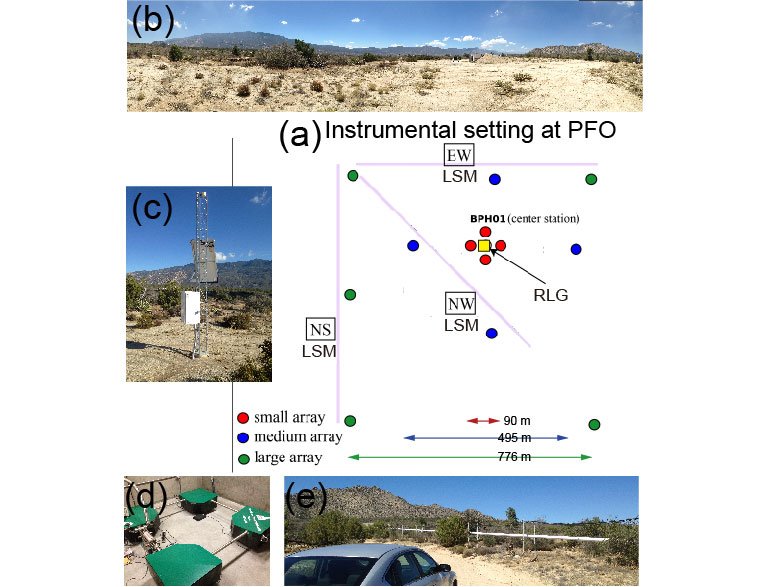 (b)
(a) Instrumental setting at PFO
EW
LSM
(c)
BPH01 (center station)
RLG
NW
LSM
NS
LSM
small array
90 m
medium array
495 m
large array
776 m
(d)
(e)